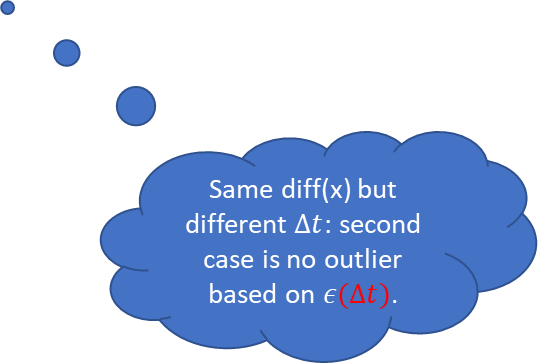 Same diff(x) but
different Δ𝑡: second
case is no outlier
based on 𝜖(Δ𝑡).